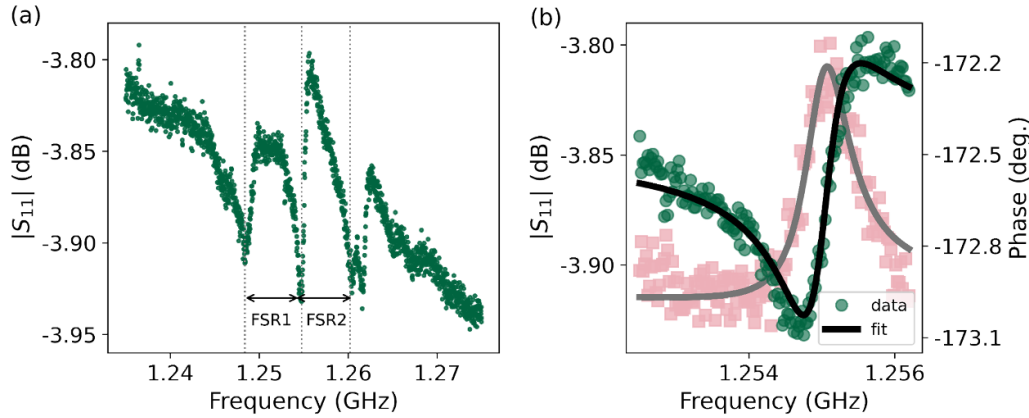 (a)
-3.80
-3.85
-3.90
-3.95
|S11| (dB)
FSR1
FSR2
1.24
1.25
1.26
1.27
Frequency (GHz)
(b)
-3.80
-3.85
-3.90
|S11| (dB)
-172.2
-172.5
-172.8
-173.1
Phase (deg.)
data
fit
1.254
1.256
Frequency (GHz)